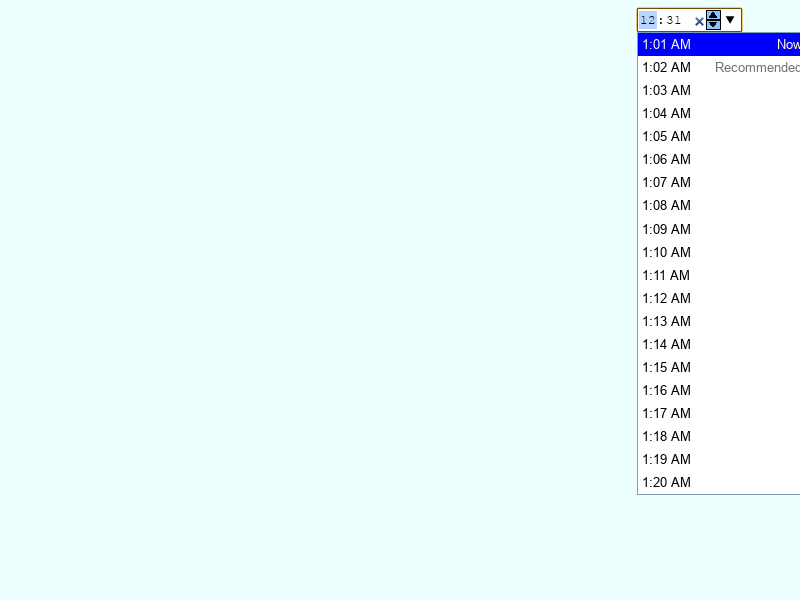 12:31
1:01 AM Now
1:02 AM Recommended
1:03 AM
1:04 AM
1:05 AM
1:06 AM
1:07 AM
1:08 AM
1:09 AM
1:10 AM
1:11 AM
1:12 AM
1:13 AM
1:14 AM
1:15 AM
1:16 AM
1:17 AM
1:18 AM
1:19 AM
1:20 AM